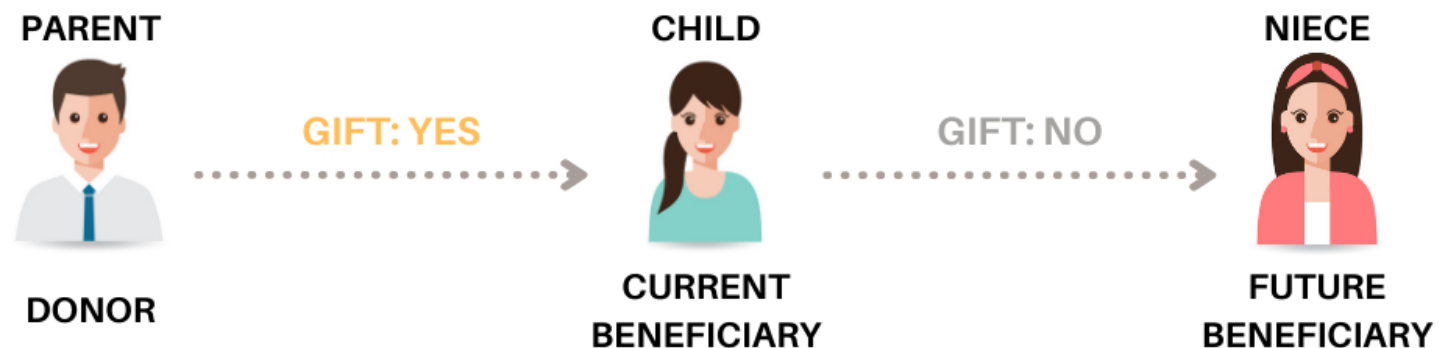 PARENT
CHILD
NIECE
GIFT: YES
GIFT: NO
DONOR
CURRENT
BENEFICIARY
FUTURE
BENEFICIARY